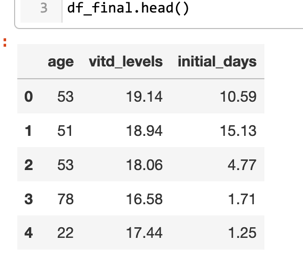 3 df_final.head()
age vitd_levels initial_days
0 53 19.14 10.59
1 51 18.94 15.13
2 53 18.06 4.77
3 78 16.58 1.71
4 22 17.44 1.25